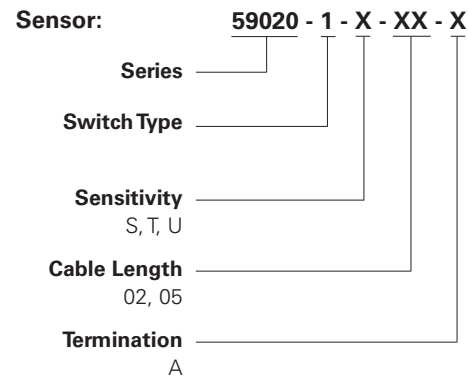 Sensor: 59020 - 1 - X - XX - X
Series
Switch Type
Sensitivity
S, T, U
Cable Length
02, 05
Termination
A